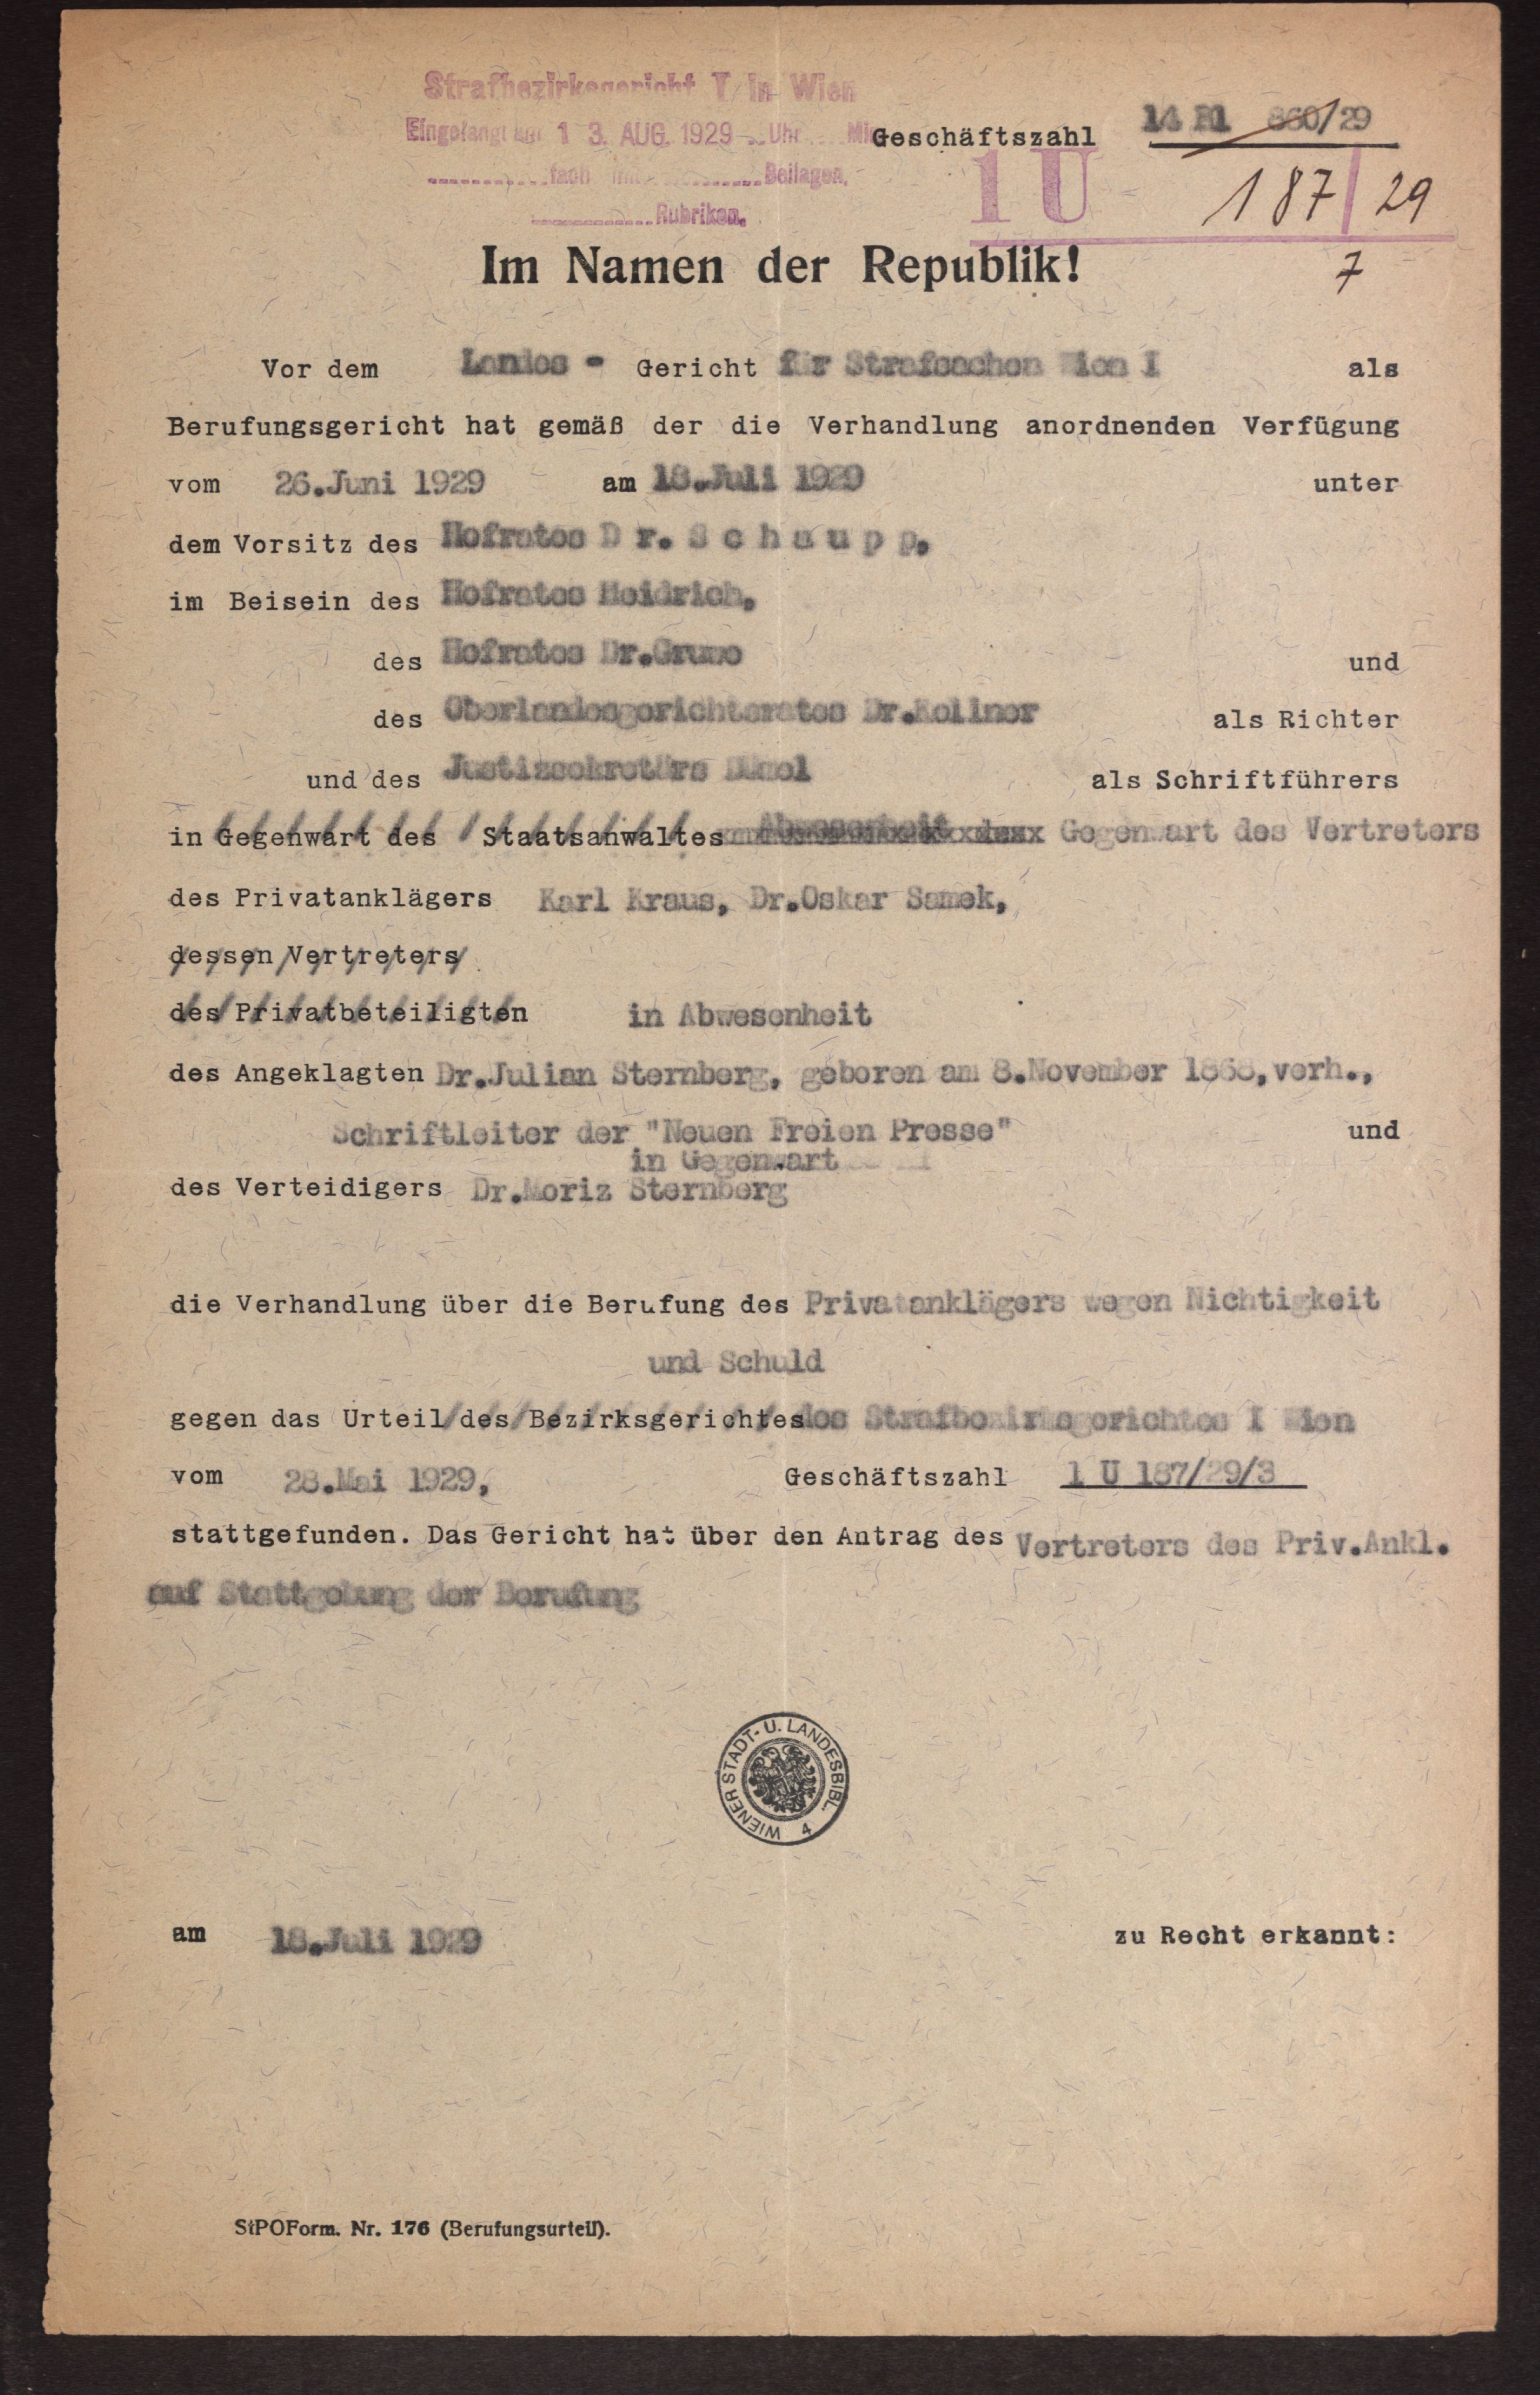 Strafbezirksgericht I in Wien
Eingelangt am 13. AUG. 1929 Uhr Min
Geschäftszahl 14 Bl 860/29
fach mit Beilagen,
1 U 187/29
Rubriken.
Im Namen der Republik!
7
Vor dem Landes - Gericht für Strafsachen Wien I als
Berufungsgericht hat gemäß der die Verhandlung anordnenden Verfügung
vom 26.Juni 1929 am 18.Juli 1929 unter
dem Vorsitz des Hofrates D r. S c h a u p p,
im Beisein des Hofrates Heidrich,
des Hofrates Dr. und
des Oberlandesgerichtsrates Dr. als Richter
und des Justizsekretärs als Schriftführers
in Gegenwart des Staatsanwaltes Abwesenheit Gegenwart des Vertreters
des Privatanklägers Karl Kraus, Dr.Oskar Samek,
dessen Vertreters
des Privatbeteiligten in Abwesenheit
des Angeklagten Dr.Julian Sternberg, geboren am 8.November 1868,verh.,
Schriftleiter der "Neuen Freien Presse" und
in Gegenwart
des Verteidigers Dr.Moriz Sternberg
die Verhandlung über die Berufung des Privatanklägers wegen Nichtigkeit
und Schuld
gegen das Urteil des Bezirksgerichtes des Strafbezirksgerichtes I Wien
vom 28.Mai 1929, Geschäftszahl 1 U 187/29/3
stattgefunden. Das Gericht hat über den Antrag des Vertreters des Priv.Ankl.
auf Stattgebung der Berufung
WIENER STADT- U. LANDESBIBL. 4
am 18.Juli 1929 zu Recht erkannt:
StPOForm. Nr. 176 (Berufungsurteil).